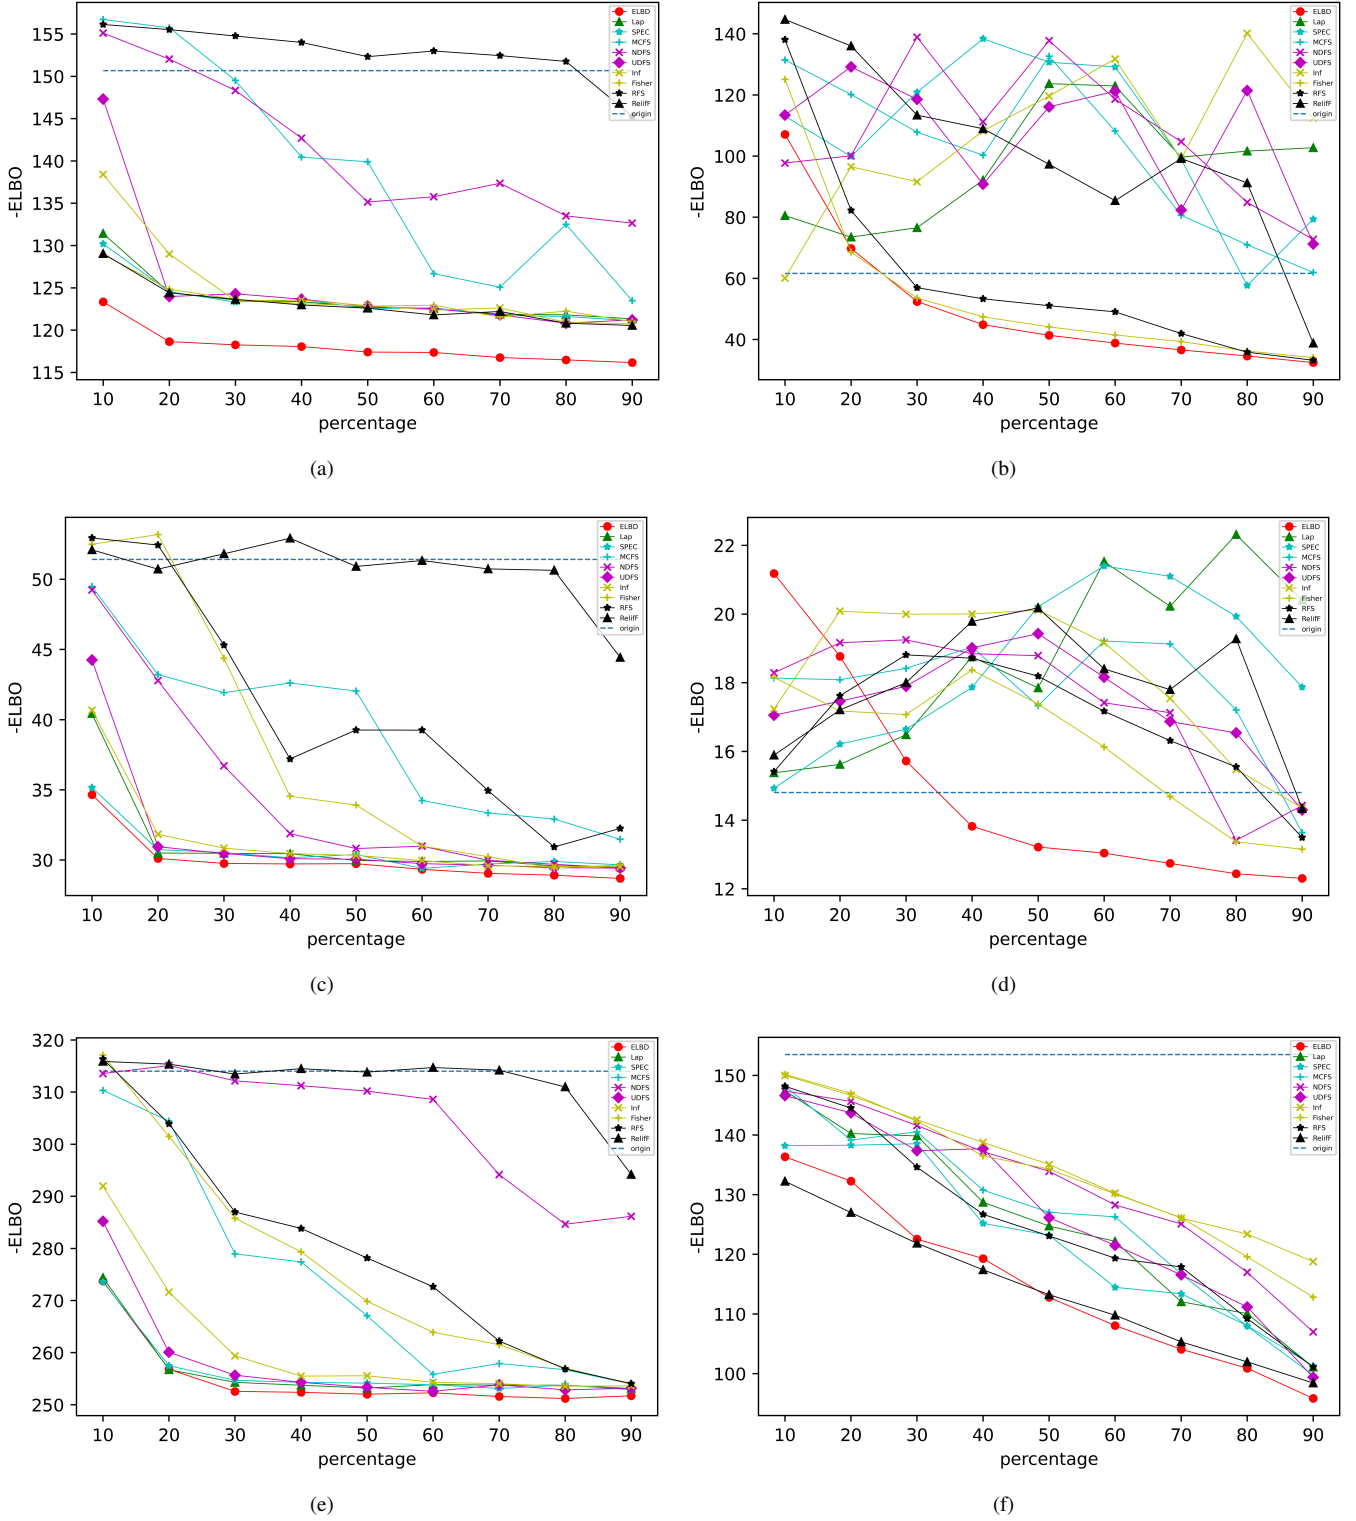 155
150
145
140
135
130
125
120
115
-ELBO
10 20 30 40 50 60 70 80 90
percentage
ELBD
Lap
SPEC
MCFS
NDFS
UDFS
Inf
Fisher
RFS
RelifF
origin
(a)
140
120
100
80
60
40
-ELBO
10 20 30 40 50 60 70 80 90
percentage
ELBD
Lap
SPEC
MCFS
NDFS
UDFS
Inf
Fisher
RFS
RelifF
origin
(b)
50
45
40
35
30
-ELBO
10 20 30 40 50 60 70 80 90
percentage
ELBD
Lap
SPEC
MCFS
NDFS
UDFS
Inf
Fisher
RFS
RelifF
origin
(c)
22
20
18
16
14
12
-ELBO
10 20 30 40 50 60 70 80 90
percentage
ELBD
Lap
SPEC
MCFS
NDFS
UDFS
Inf
Fisher
RFS
RelifF
origin
(d)
320
310
300
290
280
270
260
250
-ELBO
10 20 30 40 50 60 70 80 90
percentage
ELBD
Lap
SPEC
MCFS
NDFS
UDFS
Inf
Fisher
RFS
RelifF
origin
(e)
150
140
130
120
110
100
-ELBO
10 20 30 40 50 60 70 80 90
percentage
ELBD
Lap
SPEC
MCFS
NDFS
UDFS
Inf
Fisher
RFS
RelifF
origin
(f)